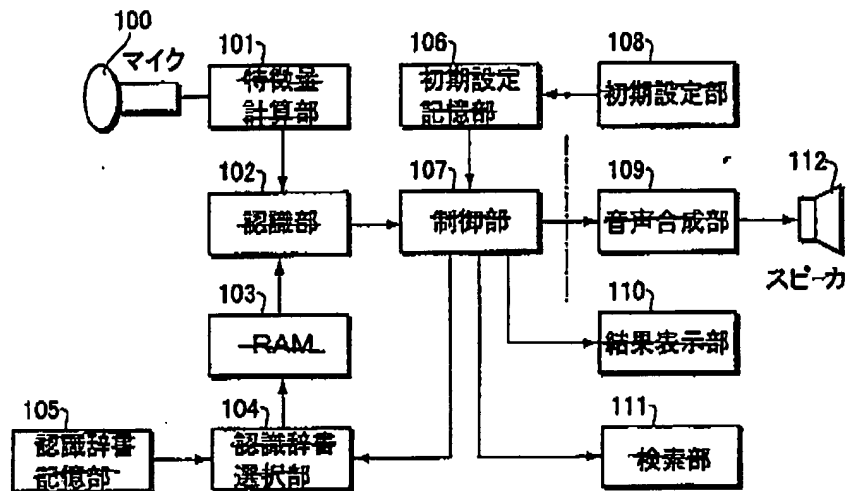 100
マイク
101
特徴量
計算部
106
初期設定
記憶部
108
初期設定部
102
認識部
107
制御部
109
音声合成部
112
スピーカ
103
RAM
110
結果表示部
105
認識辞書
記憶部
104
認識辞書
選択部
111
検索部